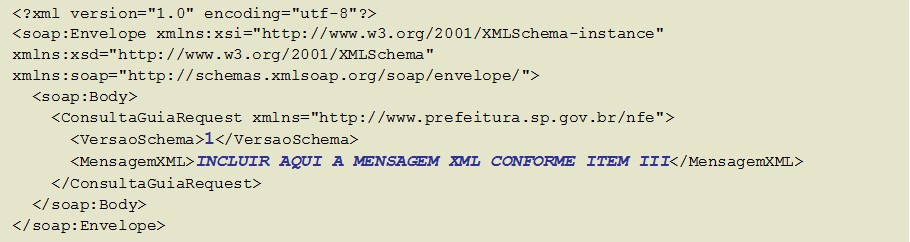 <?xml version="1.0" encoding="utf-8"?>
<soap:Envelope xmlns:xsi="http://www.w3.org/2001/XMLSchema-instance"
xmlns:xsd="http://www.w3.org/2001/XMLSchema"
xmlns:soap="http://schemas.xmlsoap.org/soap/envelope/">
  <soap:Body>
    <ConsultaGuiaRequest xmlns="http://www.prefeitura.sp.gov.br/nfe">
      <VersaoSchema>1</VersaoSchema>
      <MensagemXML>INCLUIR AQUI A MENSAGEM XML CONFORME ITEM III</MensagemXML>
    </ConsultaGuiaRequest>
  </soap:Body>
</soap:Envelope>